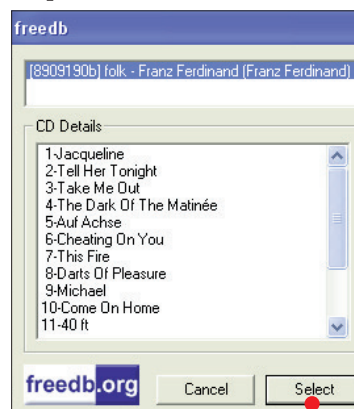 freedb
[8909190b] folk - Franz Ferdinand (Franz Ferdinand)
CD Details
1-Jacqueline
2-Tell Her Tonight
3-Take Me Out
4-The Dark Of The Matinée
5-Auf Achse
6-Cheating On You
7-This Fire
8-Darts Of Pleasure
9-Michael
10-Come On Home
11-40 ft
freedb.org Cancel Select